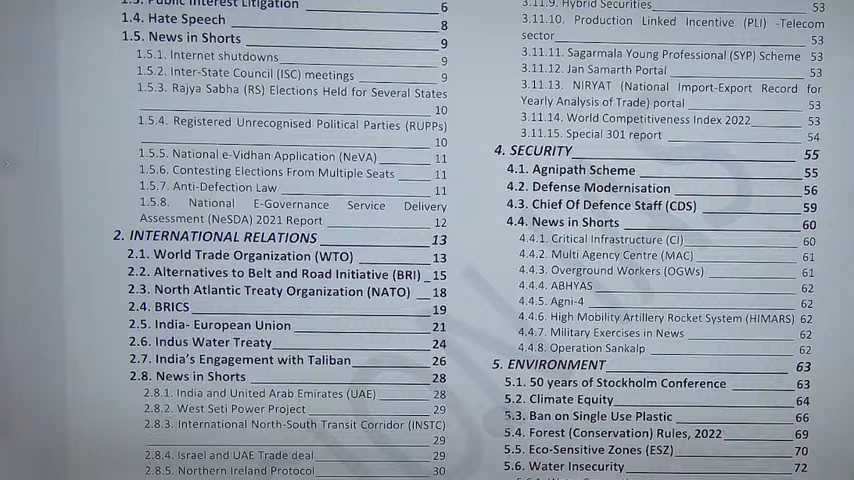 1.3. Public Interest Litigation 6
1.4. Hate Speech 8
1.5. News in Shorts 9
1.5.1. Internet shutdowns 9
1.5.2. Inter-State Council (ISC) meetings 9
1.5.3. Rajya Sabha (RS) Elections Held for Several States
10
1.5.4. Registered Unrecognised Political Parties (RUPPs)
10
1.5.5. National e-Vidhan Application (NeVA) 11
1.5.6. Contesting Elections From Multiple Seats 11
1.5.7. Anti-Defection Law 11
1.5.8. National E-Governance Service Delivery
Assessment (NeSDA) 2021 Report 12
2. INTERNATIONAL RELATIONS 13
2.1. World Trade Organization (WTO) 13
2.2. Alternatives to Belt and Road Initiative (BRI) 15
2.3. North Atlantic Treaty Organization (NATO) 18
2.4. BRICS 19
2.5. India- European Union 21
2.6. Indus Water Treaty 24
2.7. India's Engagement with Taliban 26
2.8. News in Shorts 28
2.8.1. India and United Arab Emirates (UAE) 28
2.8.2. West Seti Power Project 29
2.8.3. International North-South Transit Corridor (INSTC)
29
2.8.4. Israel and UAE Trade deal 29
2.8.5. Northern Ireland Protocol 30
3.11.9. Hybrid Securities 53
3.11.10. Production Linked Incentive (PLI) -Telecom
sector 53
3.11.11. Sagarmala Young Professional (SYP) Scheme 53
3.11.12. Jan Samarth Portal 53
3.11.13. NIRYAT (National Import-Export Record for
Yearly Analysis of Trade) portal 53
3.11.14. World Competitiveness Index 2022 53
3.11.15. Special 301 report 54
4. SECURITY 55
4.1. Agnipath Scheme 55
4.2. Defense Modernisation 56
4.3. Chief Of Defence Staff (CDS) 59
4.4. News in Shorts 60
4.4.1. Critical Infrastructure (CI) 60
4.4.2. Multi Agency Centre (MAC) 61
4.4.3. Overground Workers (OGWs) 61
4.4.4. ABHYAS 62
4.4.5. Agni-4 62
4.4.6. High Mobility Artillery Rocket System (HIMARS) 62
4.4.7. Military Exercises in News 62
4.4.8. Operation Sankalp 62
5. ENVIRONMENT 63
5.1. 50 years of Stockholm Conference 63
5.2. Climate Equity 64
5.3. Ban on Single Use Plastic 66
5.4. Forest (Conservation) Rules, 2022 69
5.5. Eco-Sensitive Zones (ESZ) 70
5.6. Water Insecurity 72